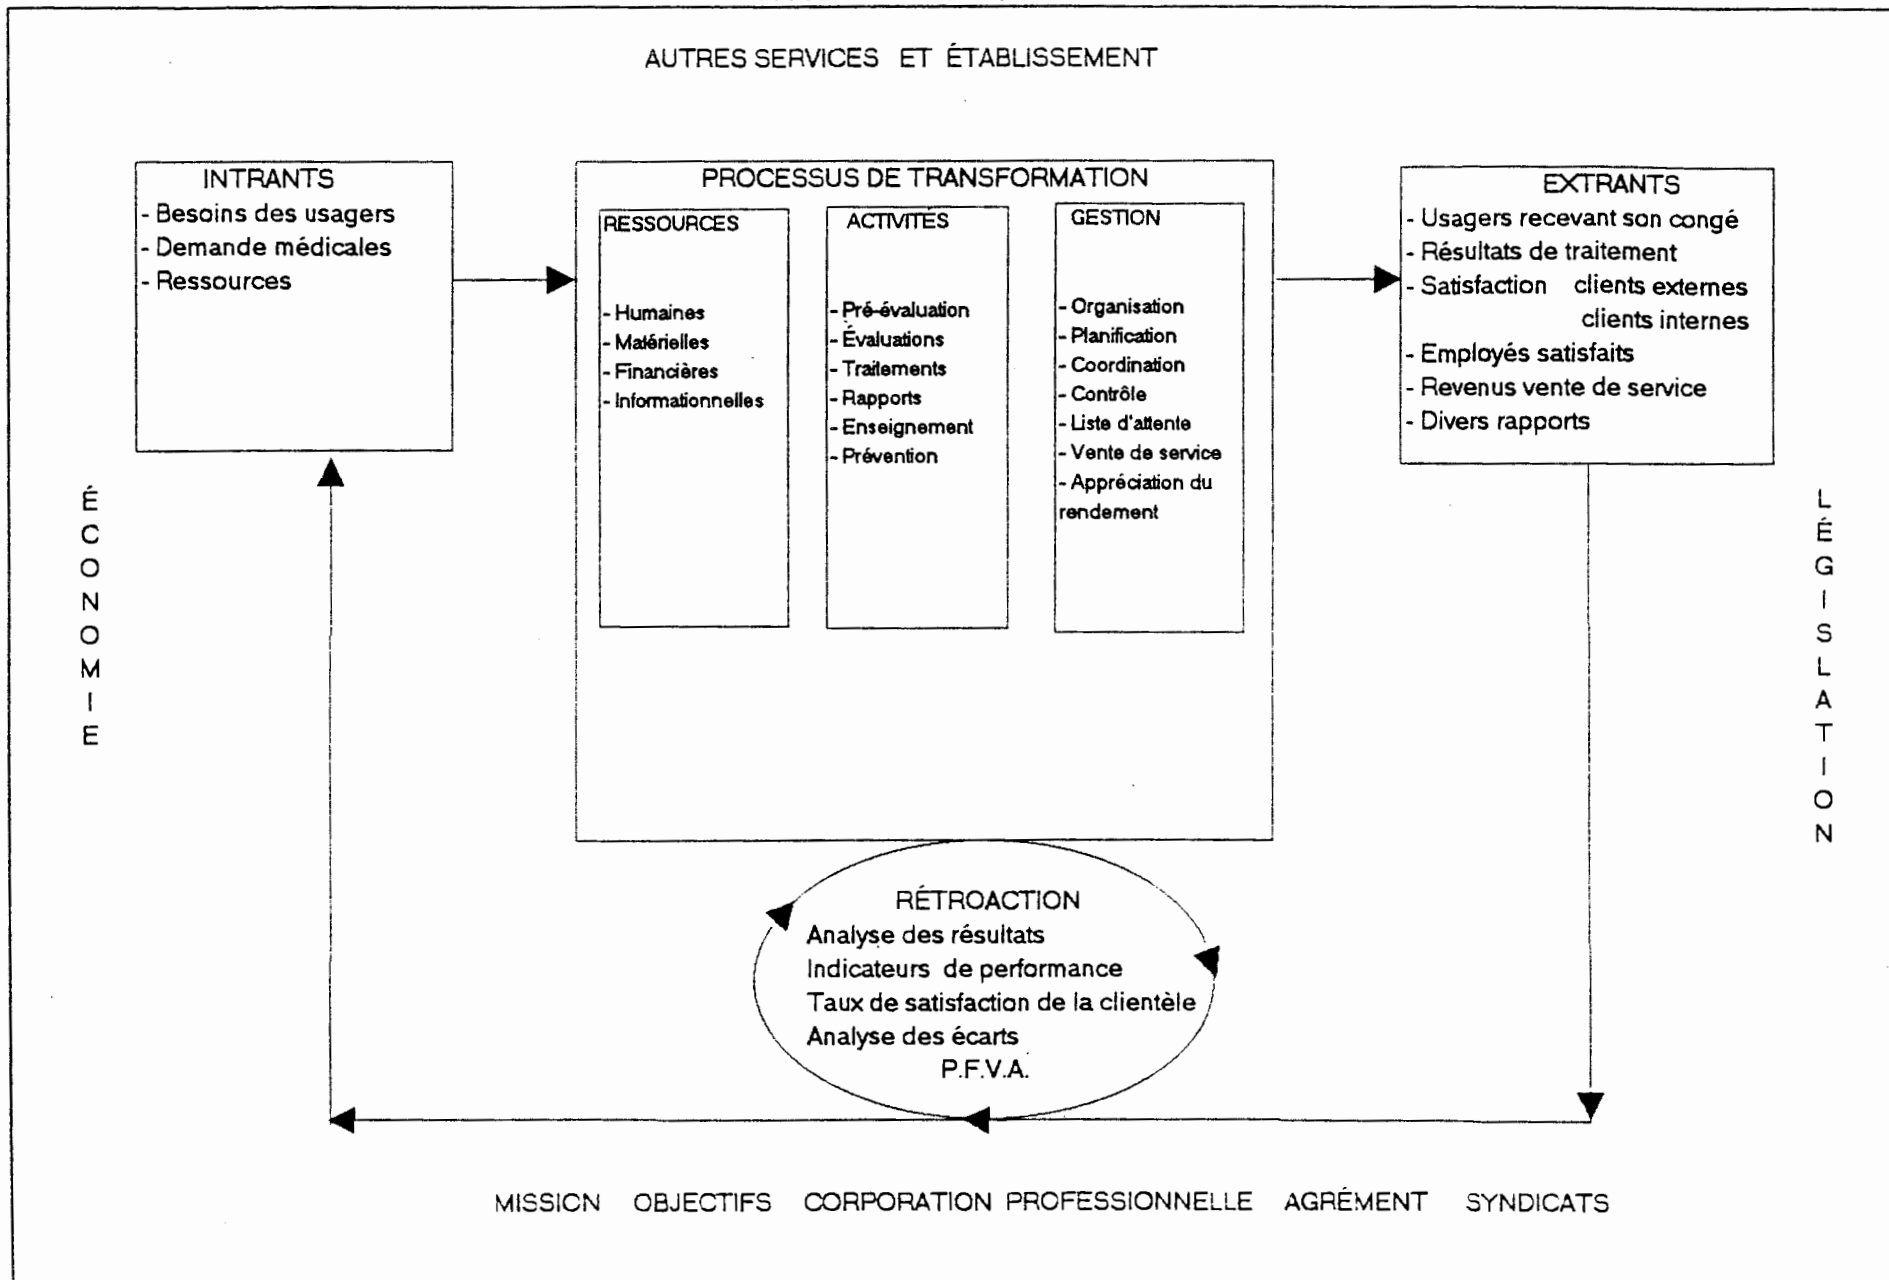 AUTRES SERVICES ET ÉTABLISSEMENT
INTRANTS
- Besoins des usagers
- Demande médicales
- Ressources
PROCESSUS DE TRANSFORMATION
RESSOURCES
- Humaines
- Matérielles
- Financières
- Informationnelles
ACTIVITÉS
- Pré-évaluation
- Évaluations
- Traitements
- Rapports
- Enseignement
- Prévention
GESTION
- Organisation
- Planification
- Coordination
- Contrôle
- Liste d'attente
- Vente de service
- Appréciation du
rendement
EXTRANTS
- Usagers recevant son congé
- Résultats de traitement
- Satisfaction clients externes
clients internes
- Employés satisfaits
- Revenus vente de service
- Divers rapports
ÉCONOMIE
LÉGISLATION
RÉTROACTION
Analyse des résultats
Indicateurs de performance
Taux de satisfaction de la clientèle
Analyse des écarts
P.F.V.A.
MISSION OBJECTIFS CORPORATION PROFESSIONNELLE AGRÉMENT SYNDICATS